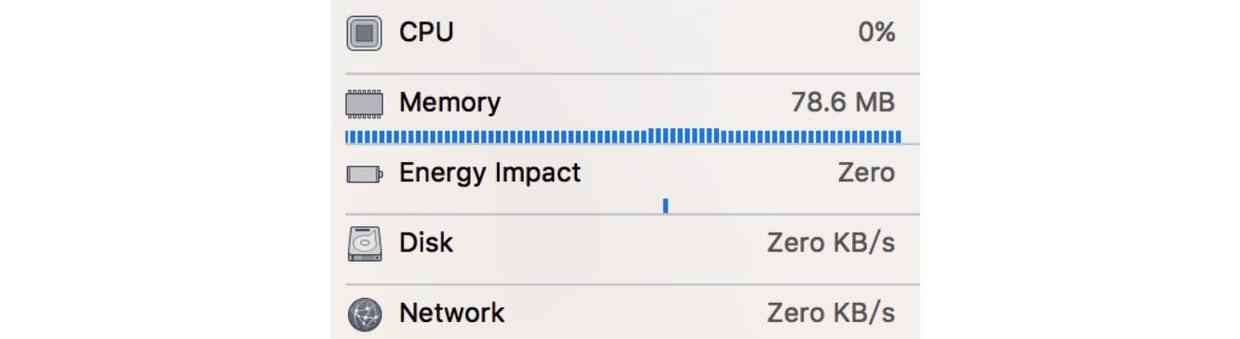 CPU 0%
Memory 78.6 MB
Energy Impact Zero
Disk Zero KB/s
Network Zero KB/s